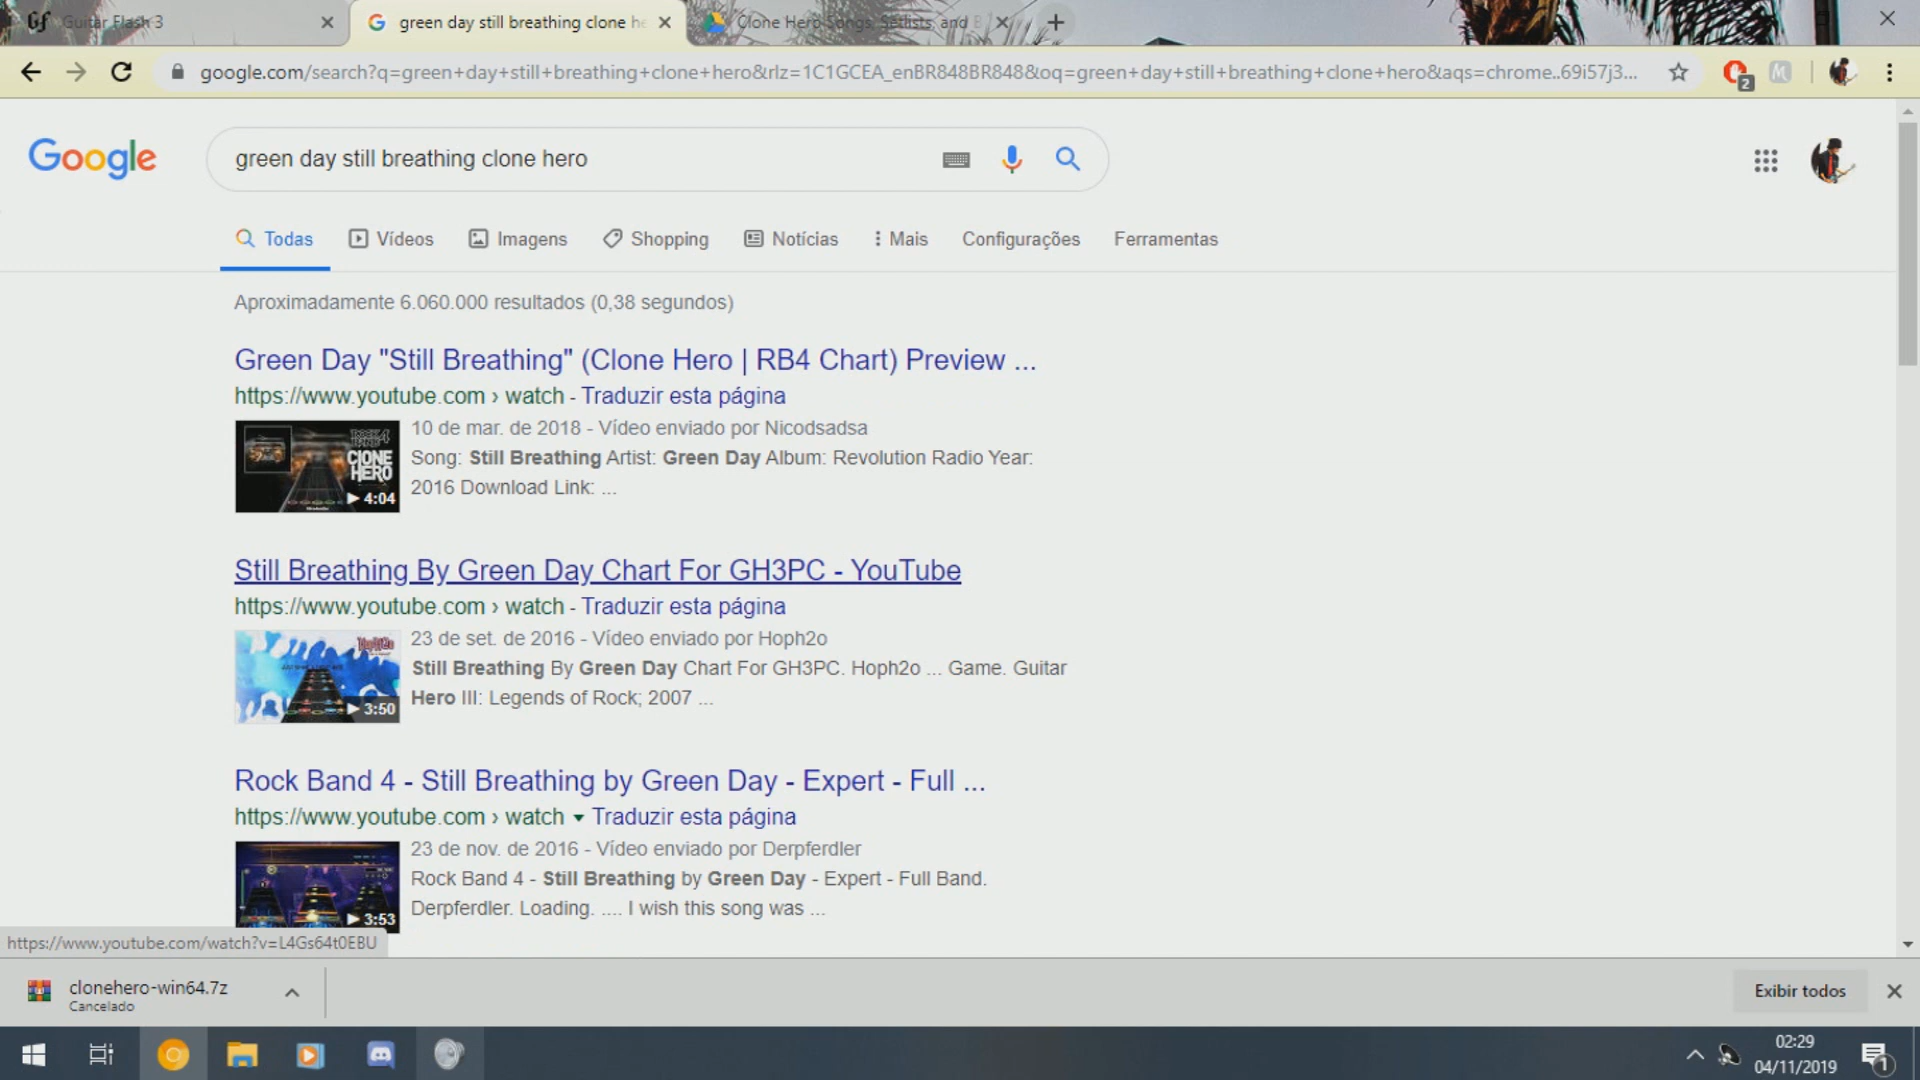 Gf Guitar Flash 3
green day still breathing clone he
Clone Hero Songs, Setlists, and B
google.com/search?q=green+day+still+breathing+clone+hero&rlz=1C1GCEA_enBR848BR848&oq=green+day+still+breathing+clone+hero&aqs=chrome..69i57j3...
2
Google
green day still breathing clone hero
Todas
Vídeos
Imagens
Shopping
Notícias
Mais
Configurações
Ferramentas
Aproximadamente 6.060.000 resultados (0,38 segundos)
Green Day "Still Breathing" (Clone Hero | RB4 Chart) Preview ...
https://www.youtube.com › watch - Traduzir esta página
ROCK BAND 4
CLONE HERO
4:04
10 de mar. de 2018 - Vídeo enviado por Nicodsadsa
Song: Still Breathing Artist: Green Day Album: Revolution Radio Year:
2016 Download Link: ...
Still Breathing By Green Day Chart For GH3PC - YouTube
https://www.youtube.com › watch - Traduzir esta página
Hoph2o
3:50
23 de set. de 2016 - Vídeo enviado por Hoph2o
Still Breathing By Green Day Chart For GH3PC. Hoph2o ... Game. Guitar
Hero III: Legends of Rock; 2007 ...
Rock Band 4 - Still Breathing by Green Day - Expert - Full ...
https://www.youtube.com › watch Traduzir esta página
3:53
23 de nov. de 2016 - Vídeo enviado por Derpferdler
Rock Band 4 - Still Breathing by Green Day - Expert - Full Band.
Derpferdler. Loading. .... I wish this song was ...
https://www.youtube.com/watch?v=L4Gs64t0EBU
clonehero-win64.7z
Cancelado
Exibir todos
02:29
04/11/2019
1